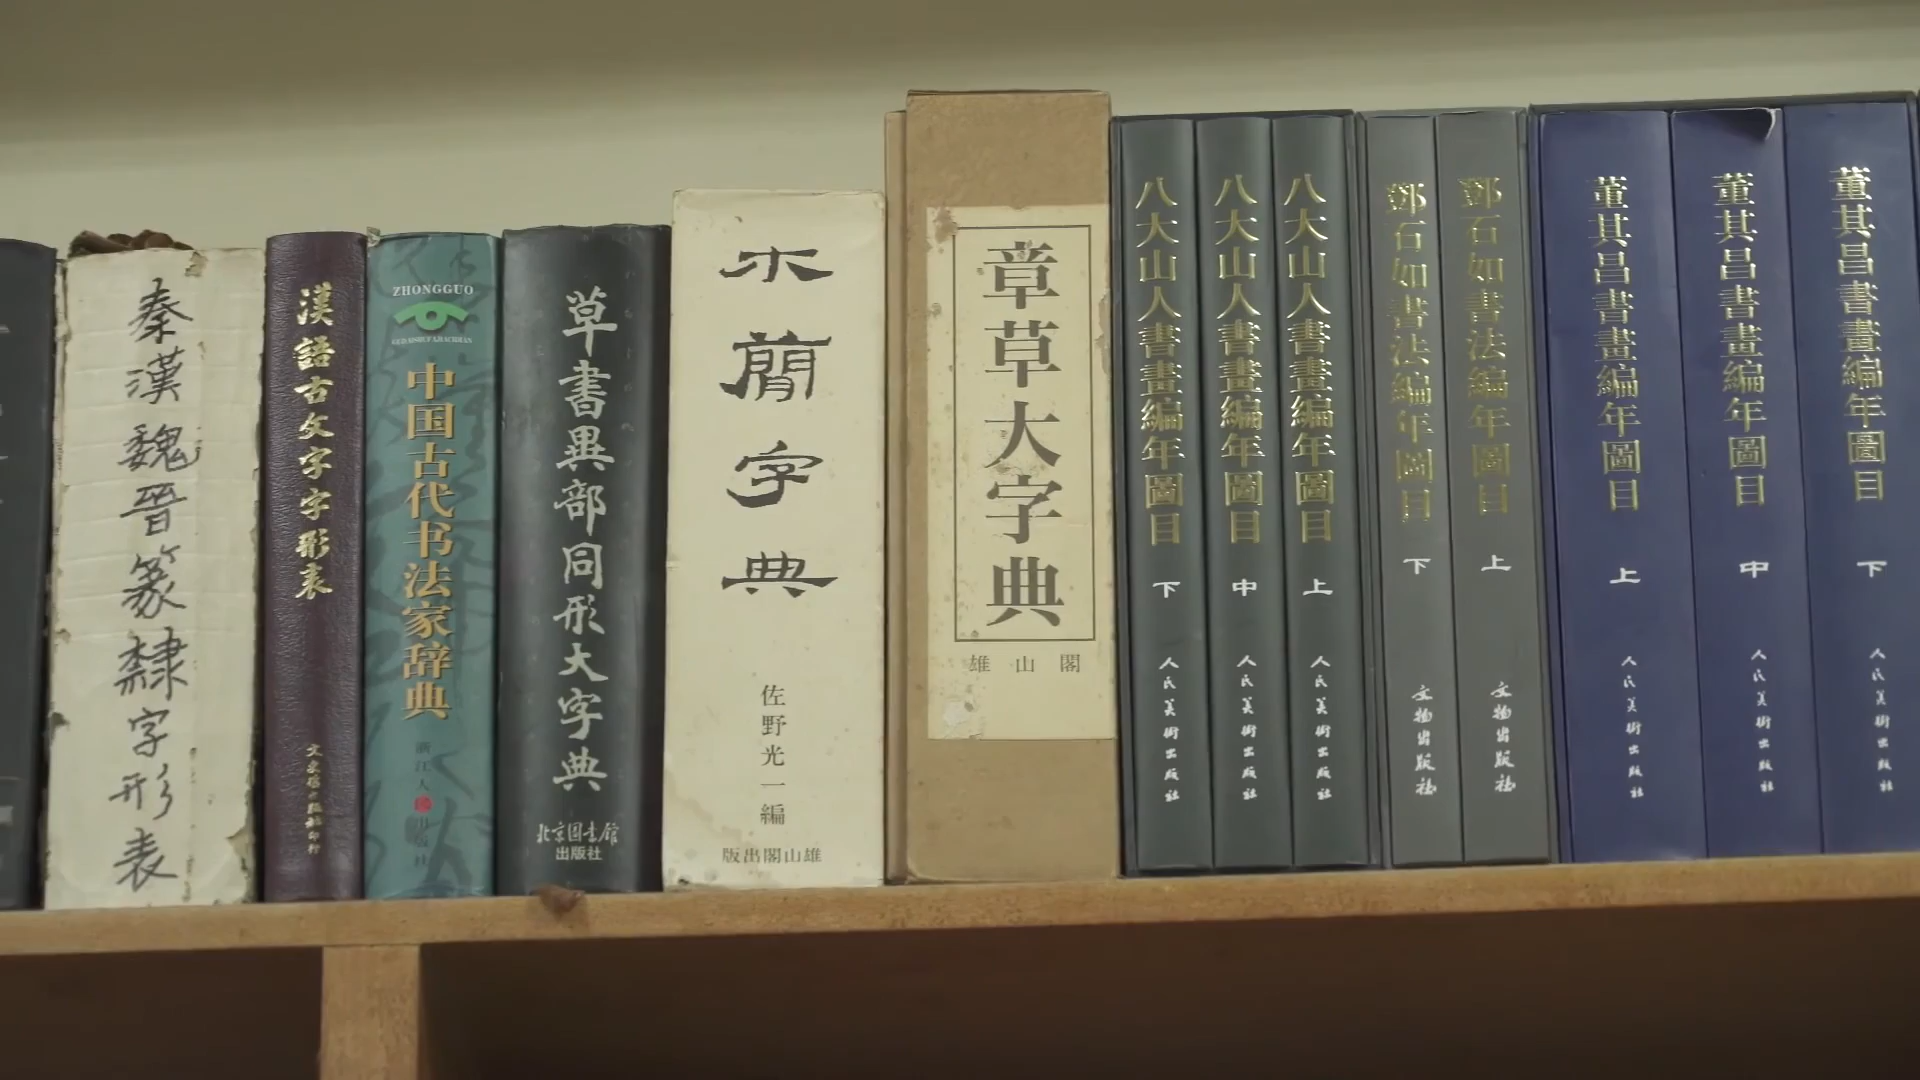 秦漢魏晉篆隸字形表
漢語古文字字形表
ZHONGGUO
中国古代书法家辞典
浙江人
出版社
草書異部同形大字典
北京图书馆
出版社
木簡字典
佐野光一編
版出閣山雄
章草大字典
雄山閣
八大山人書畫編年圖目
下
人民美術出版社
八大山人書畫編年圖目
中
人民美術出版社
八大山人書畫編年圖目
上
人民美術出版社
鄧石如書法編年圖目
下
文物出版社
鄧石如書法編年圖目
上
文物出版社
董其昌書畫編年圖目
上
人民美術出版社
董其昌書畫編年圖目
中
人民美術出版社
董其昌書畫編年圖目
下
人民美術出版社